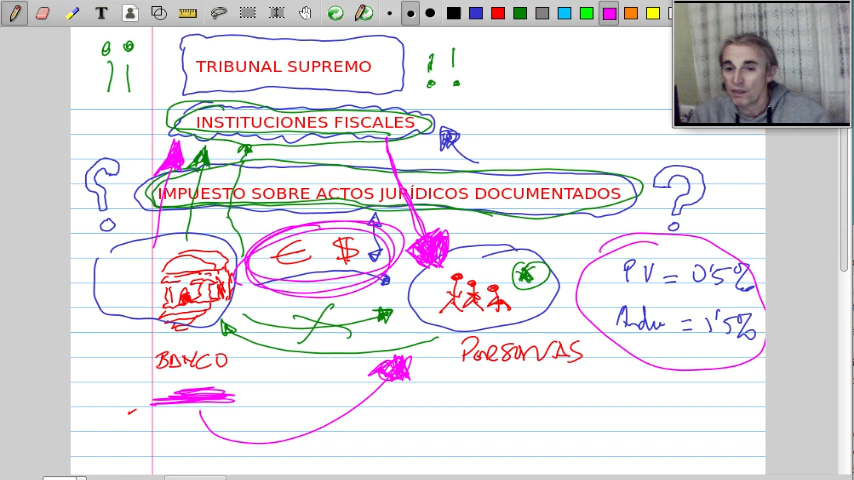 TRIBUNAL SUPREMO
INSTITUCIONES FISCALES
IMPUESTO SOBRE ACTOS JURÍDICOS DOCUMENTADOS
? ?
€ $
PV = 0'5%
Andu = 1'5%
BANCO
PERSONAS